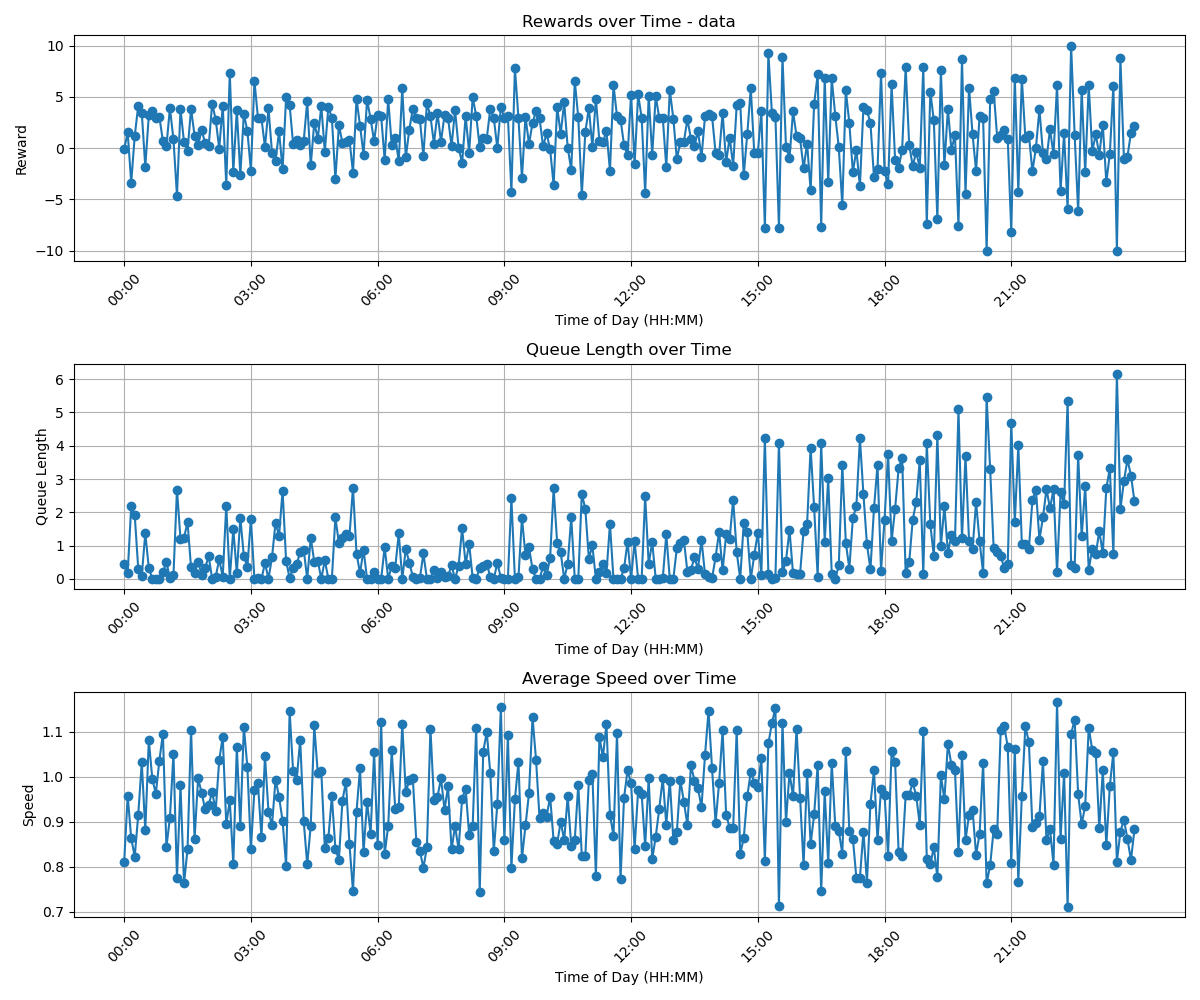 Rewards over Time - data
Reward
10
5
0
−5
−10
00:00 03:00 06:00 09:00 12:00 15:00 18:00 21:00
Time of Day (HH:MM)
Queue Length over Time
Queue Length
6
5
4
3
2
1
0
00:00 03:00 06:00 09:00 12:00 15:00 18:00 21:00
Time of Day (HH:MM)
Average Speed over Time
Speed
1.1
1.0
0.9
0.8
0.7
00:00 03:00 06:00 09:00 12:00 15:00 18:00 21:00
Time of Day (HH:MM)